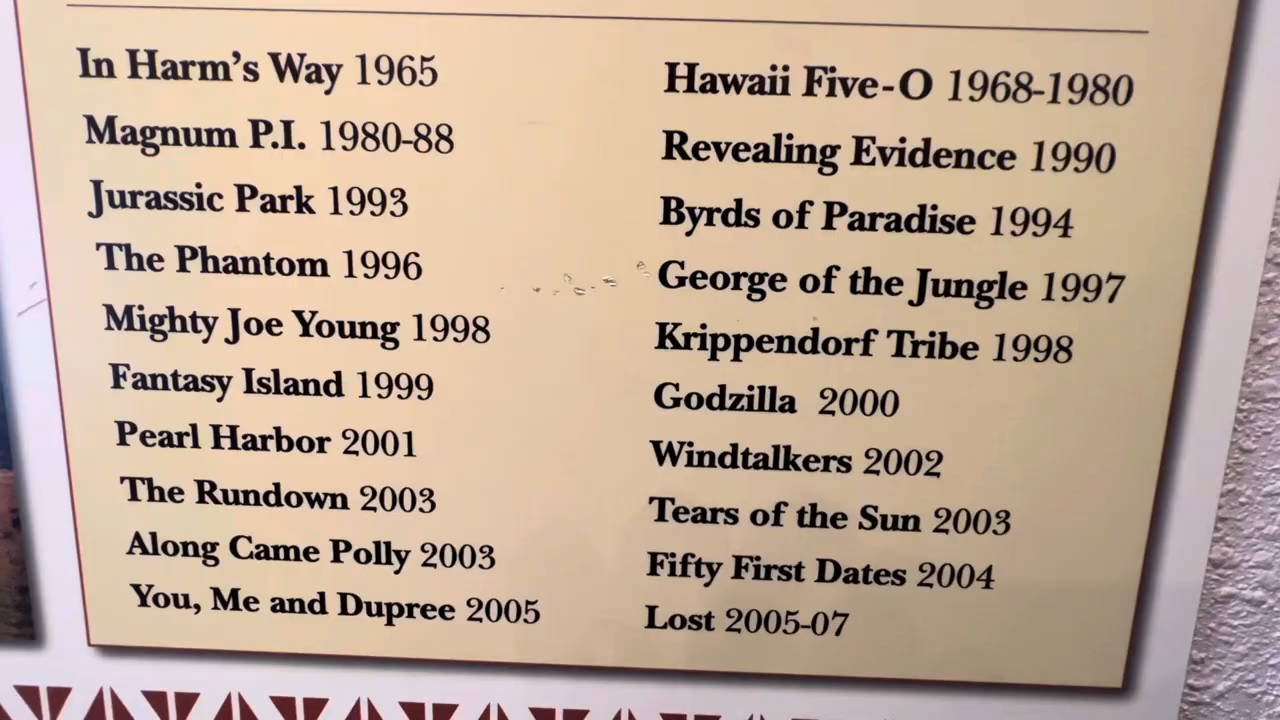 In Harm's Way 1965
Magnum P.I. 1980-88
Jurassic Park 1993
The Phantom 1996
Mighty Joe Young 1998
Fantasy Island 1999
Pearl Harbor 2001
The Rundown 2003
Along Came Polly 2003
You, Me and Dupree 2005
Hawaii Five-O 1968-1980
Revealing Evidence 1990
Byrds of Paradise 1994
George of the Jungle 1997
Krippendorf Tribe 1998
Godzilla 2000
Windtalkers 2002
Tears of the Sun 2003
Fifty First Dates 2004
Lost 2005-07